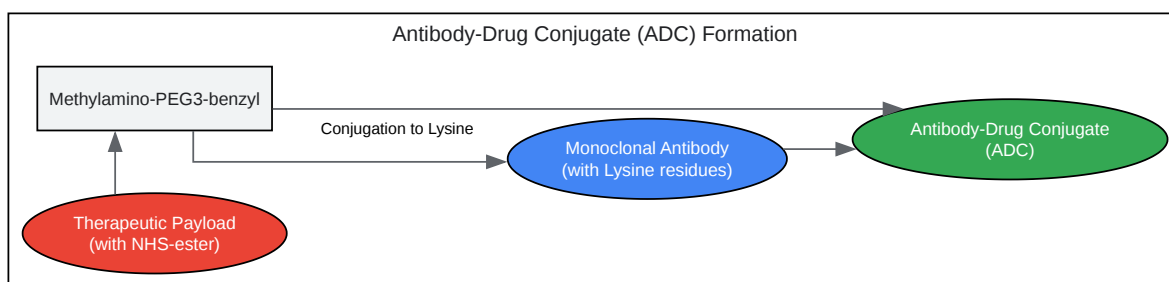 Antibody-Drug Conjugate (ADC) Formation
Methylamino-PEG3-benzyl
Conjugation to Lysine
Monoclonal Antibody
(with Lysine residues)
Antibody-Drug Conjugate
(ADC)
Therapeutic Payload
(with NHS-ester)